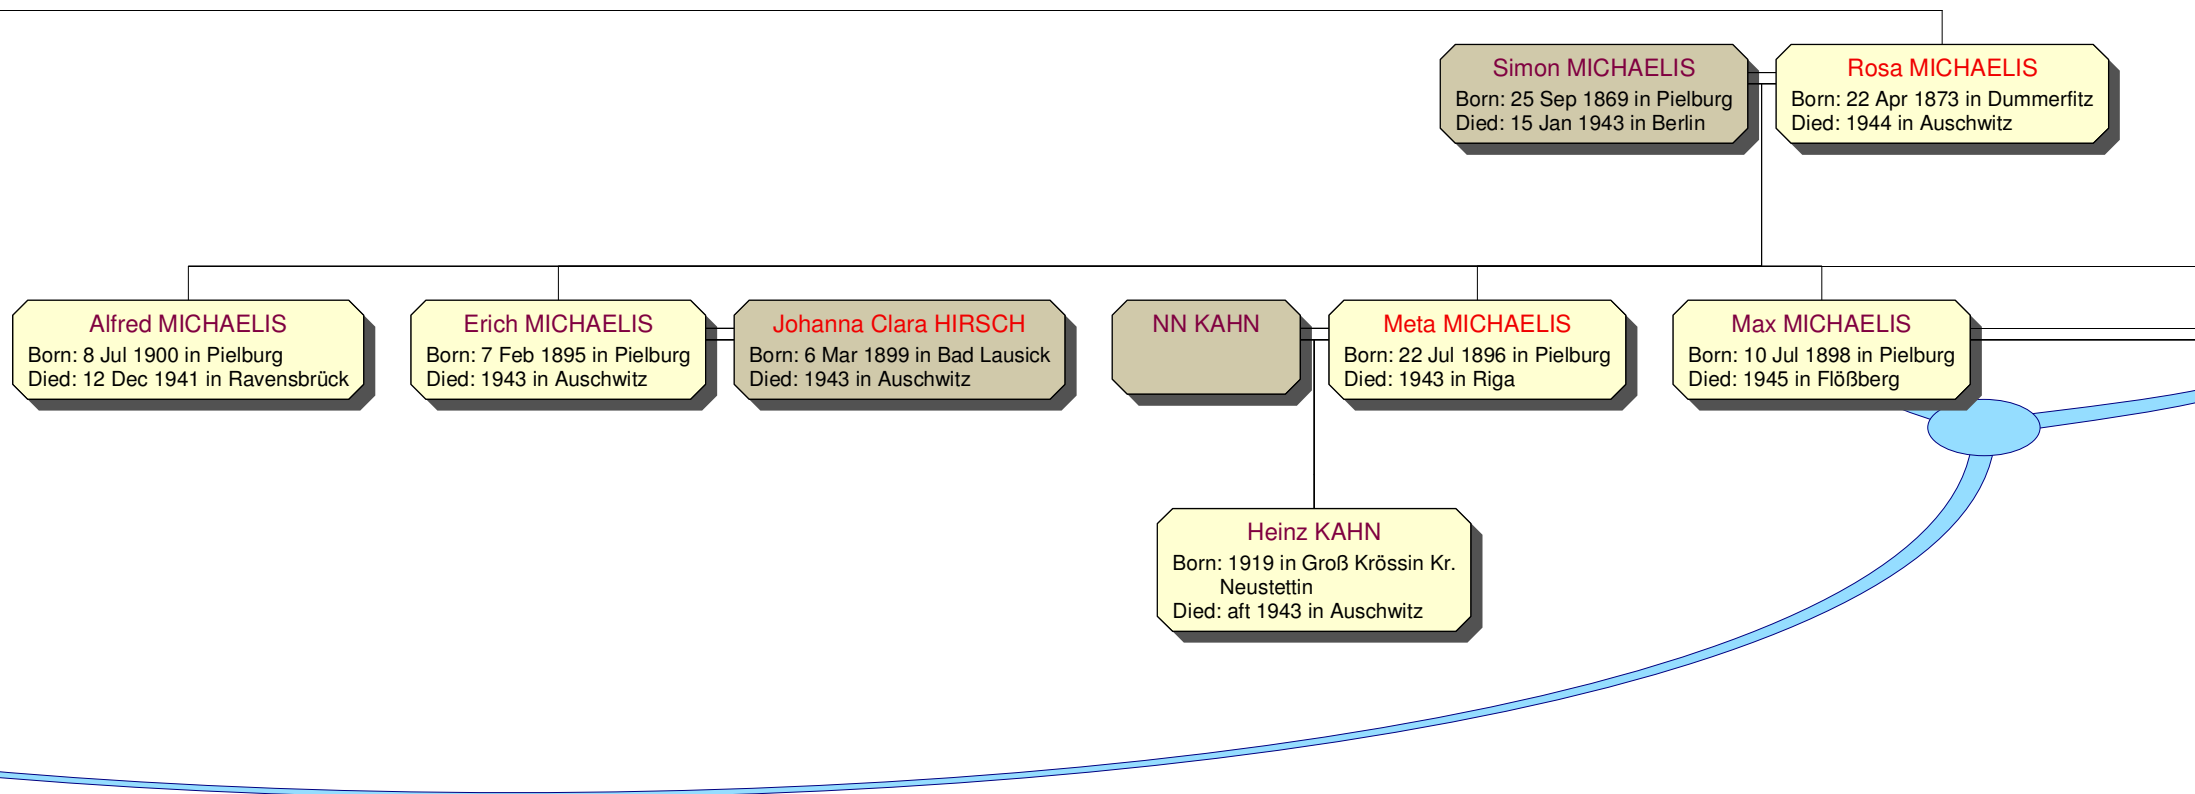 Simon MICHAELIS
Born: 25 Sep 1869 in Pielburg
Died: 15 Jan 1943 in Berlin
Rosa MICHAELIS
Born: 22 Apr 1873 in Dummerfitz
Died: 1944 in Auschwitz
Alfred MICHAELIS
Born: 8 Jul 1900 in Pielburg
Died: 12 Dec 1941 in Ravensbrück
Erich MICHAELIS
Born: 7 Feb 1895 in Pielburg
Died: 1943 in Auschwitz
Johanna Clara HIRSCH
Born: 6 Mar 1899 in Bad Lausick
Died: 1943 in Auschwitz
NN KAHN
Meta MICHAELIS
Born: 22 Jul 1896 in Pielburg
Died: 1943 in Riga
Max MICHAELIS
Born: 10 Jul 1898 in Pielburg
Died: 1945 in Flößberg
Heinz KAHN
Born: 1919 in Groß Krössin Kr.
Neustettin
Died: aft 1943 in Auschwitz